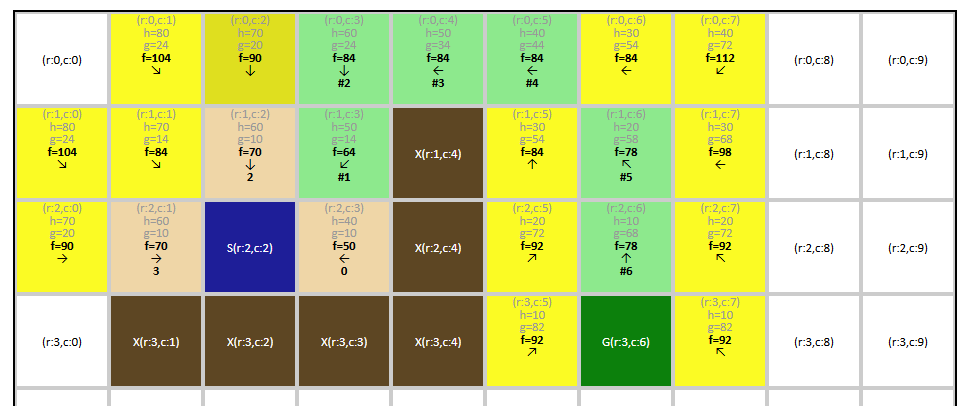 (r:0,c:0)
(r:0,c:1)
h=80
g=24
f=104
↘
(r:0,c:2)
h=70
g=20
f=90
↓
(r:0,c:3)
h=60
g=24
f=84
↓
#2
(r:0,c:4)
h=50
g=34
f=84
←
#3
(r:0,c:5)
h=40
g=44
f=84
←
#4
(r:0,c:6)
h=30
g=54
f=84
←
(r:0,c:7)
h=40
g=72
f=112
↙
(r:0,c:8)
(r:0,c:9)
(r:1,c:0)
h=80
g=24
f=104
↘
(r:1,c:1)
h=70
g=14
f=84
↘
(r:1,c:2)
h=60
g=10
f=70
↓
2
(r:1,c:3)
h=50
g=14
f=64
↙
#1
X(r:1,c:4)
(r:1,c:5)
h=30
g=54
f=84
↑
(r:1,c:6)
h=20
g=58
f=78
↖
#5
(r:1,c:7)
h=30
g=68
f=98
←
(r:1,c:8)
(r:1,c:9)
(r:2,c:0)
h=70
g=20
f=90
→
(r:2,c:1)
h=60
g=10
f=70
→
3
S(r:2,c:2)
(r:2,c:3)
h=40
g=10
f=50
←
0
X(r:2,c:4)
(r:2,c:5)
h=20
g=72
f=92
↗
(r:2,c:6)
h=10
g=68
f=78
↑
#6
(r:2,c:7)
h=20
g=72
f=92
↖
(r:2,c:8)
(r:2,c:9)
(r:3,c:0)
X(r:3,c:1)
X(r:3,c:2)
X(r:3,c:3)
X(r:3,c:4)
(r:3,c:5)
h=10
g=82
f=92
↗
G(r:3,c:6)
(r:3,c:7)
h=10
g=82
f=92
↖
(r:3,c:8)
(r:3,c:9)